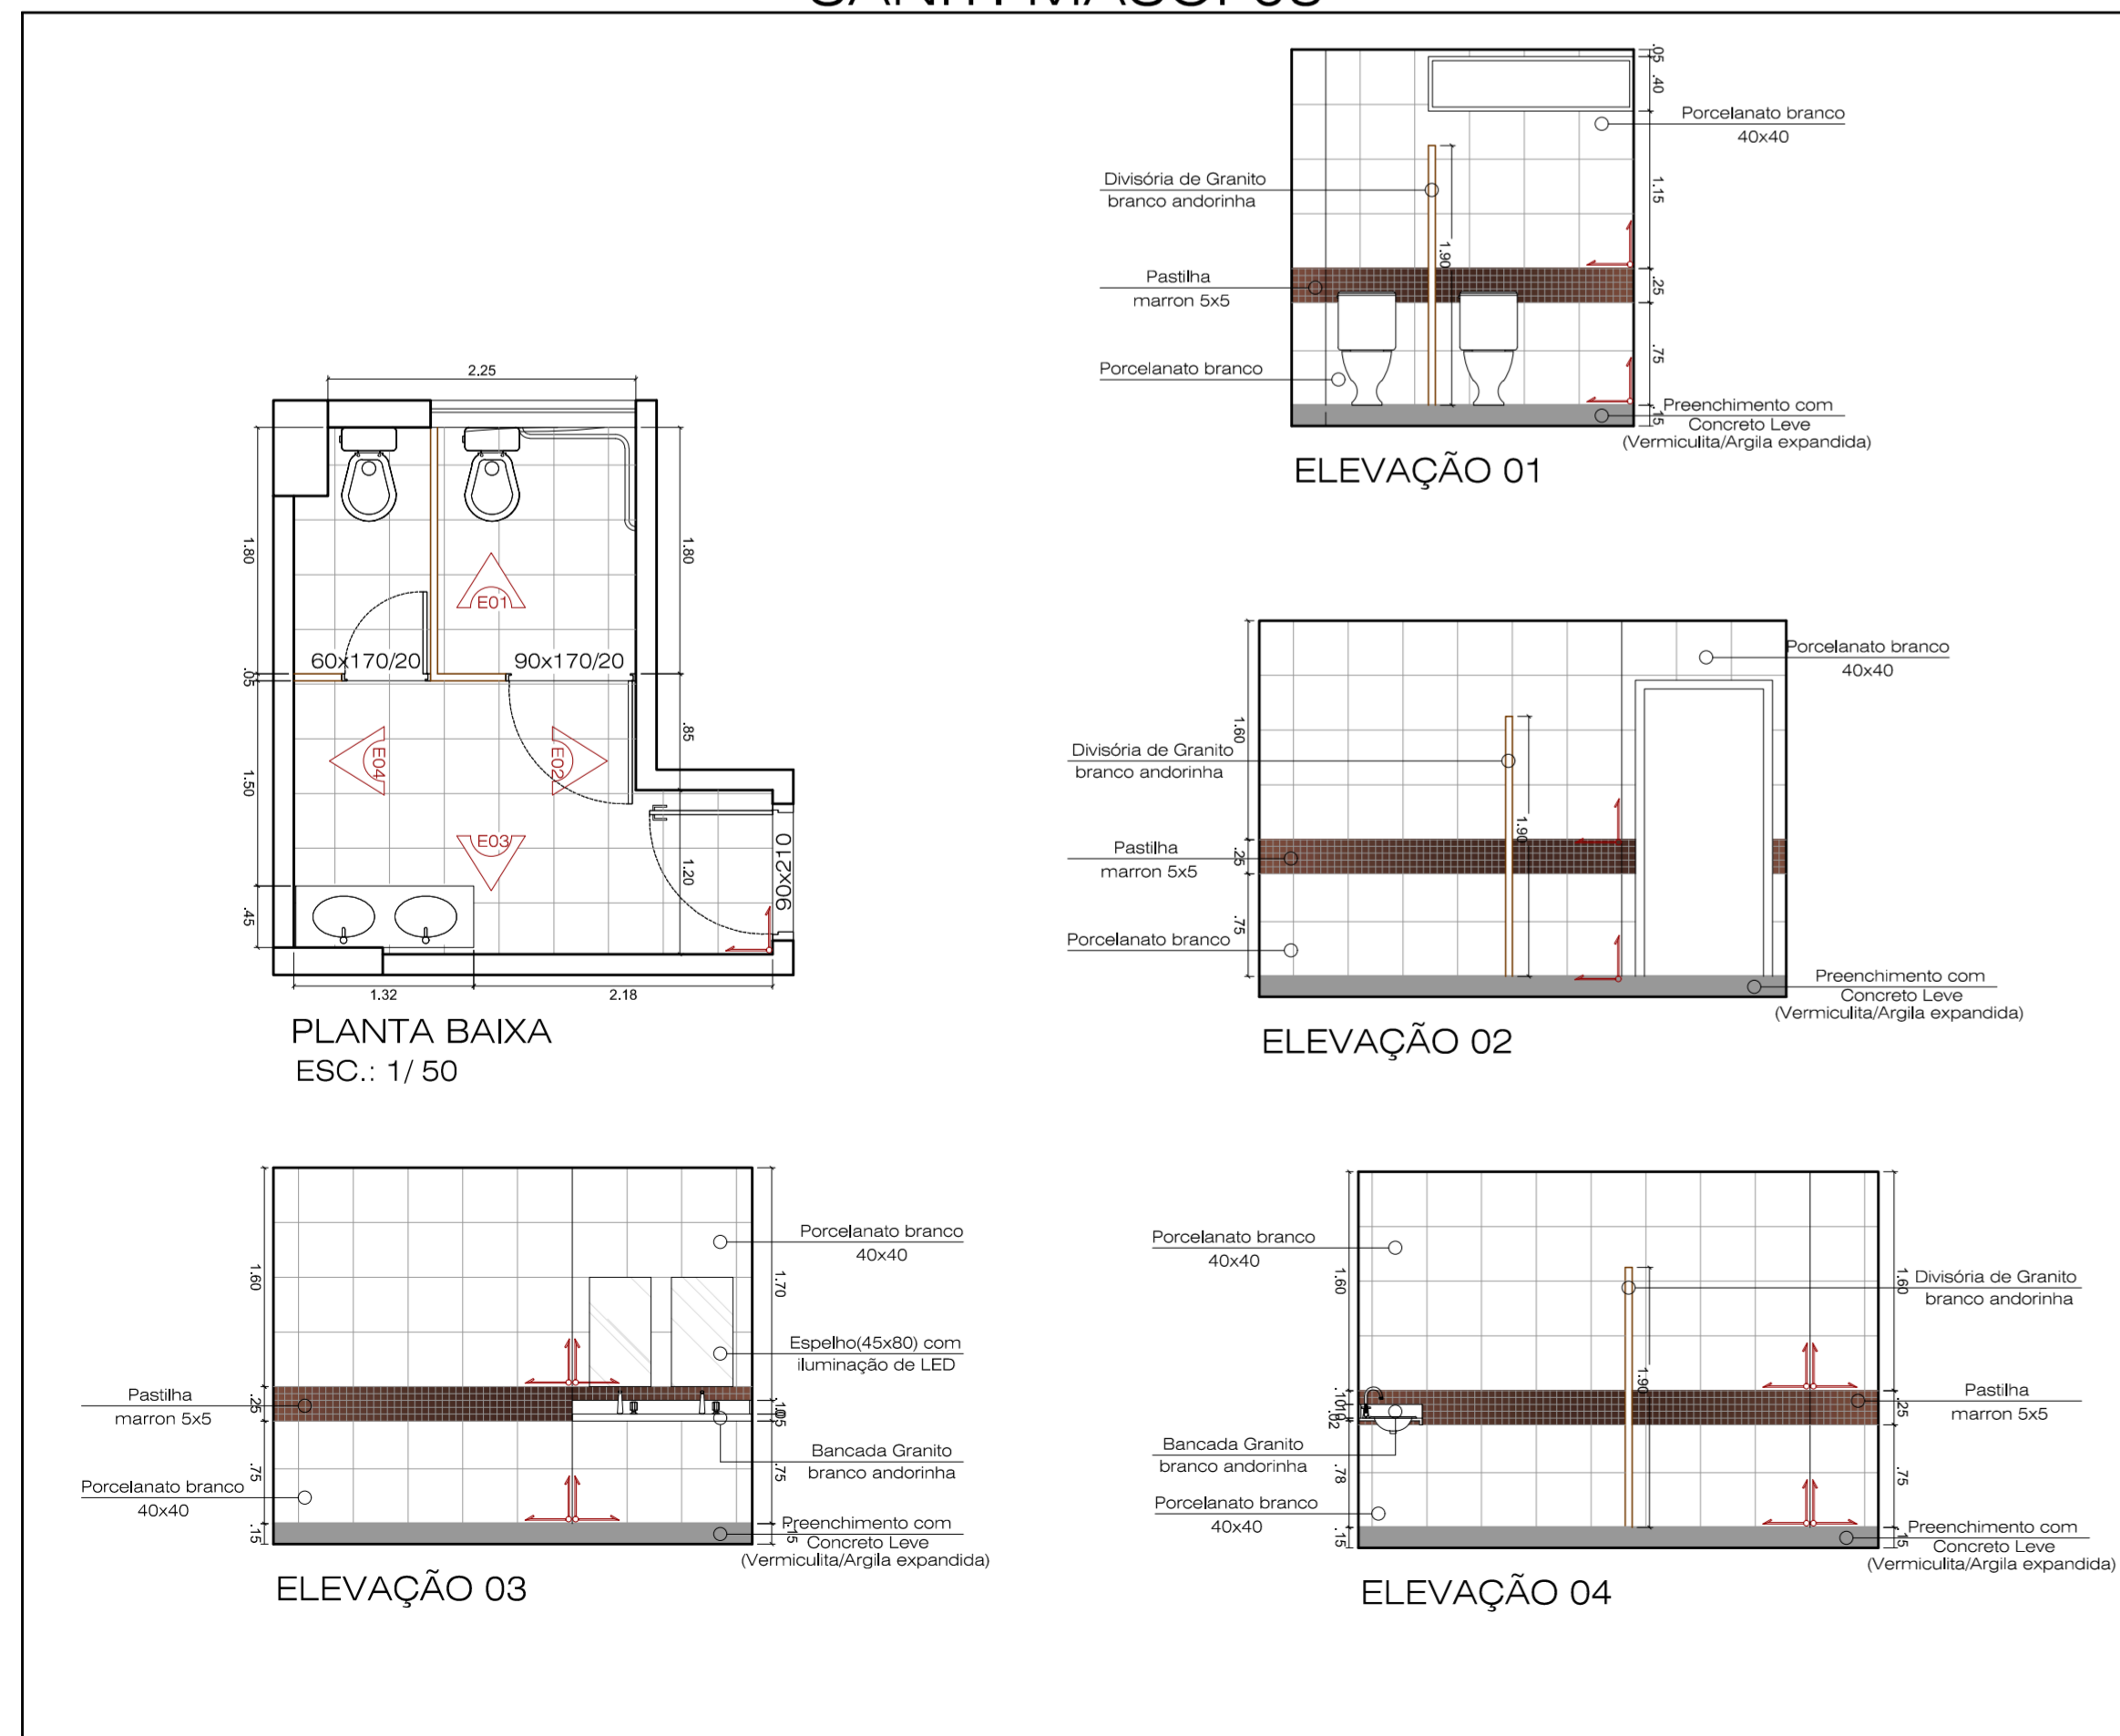 2.25
1.80
1.80
E01
60x170/20
90x170/20
.05
.85
E04
E02
1.50
E03
1.20
90x210
.45
1.32
2.18
PLANTA BAIXA
ESC.: 1/ 50
.05
.40
Porcelanato branco
40x40
Divisória de Granito
branco andorinha
1.15
1.90
Pastilha
marron 5x5
.25
.75
Porcelanato branco
.15
Preenchimento com
Concreto Leve
(Vermiculita/Argila expandida)
ELEVAÇÃO 01
Porcelanato branco
40x40
1.60
Divisória de Granito
branco andorinha
1.90
Pastilha
marron 5x5
.25
.75
Porcelanato branco
Preenchimento com
Concreto Leve
(Vermiculita/Argila expandida)
ELEVAÇÃO 02
Porcelanato branco
40x40
1.60
1.70
Espelho(45x80) com
iluminação de LED
Pastilha
marron 5x5
.25
.05
Bancada Granito
branco andorinha
.75
.75
Porcelanato branco
40x40
.15
.15
Preenchimento com
Concreto Leve
(Vermiculita/Argila expandida)
ELEVAÇÃO 03
Porcelanato branco
40x40
1.60
1.60
Divisória de Granito
branco andorinha
1.90
Pastilha
marron 5x5
.10
.10
.02
.25
Bancada Granito
branco andorinha
.78
.75
Porcelanato branco
40x40
.15
.15
Preenchimento com
Concreto Leve
(Vermiculita/Argila expandida)
ELEVAÇÃO 04